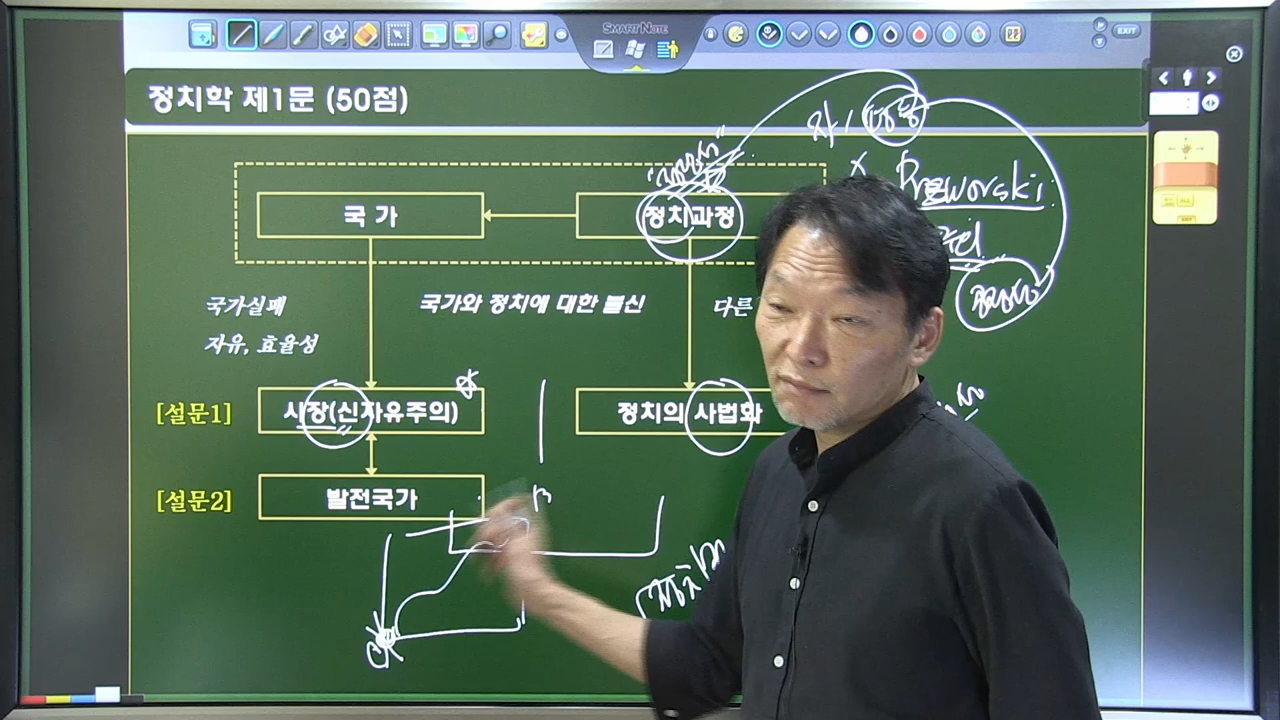 SMART NOTE
EXIT
정치학 제1문 (50점)
Przeworski
국 가
정치과정
국가실패
국가와 정치에 대한 불신
다른
자유, 효율성
[설문1]
시장(신자유주의)
정치의 사법화
[설문2]
발전국가
B